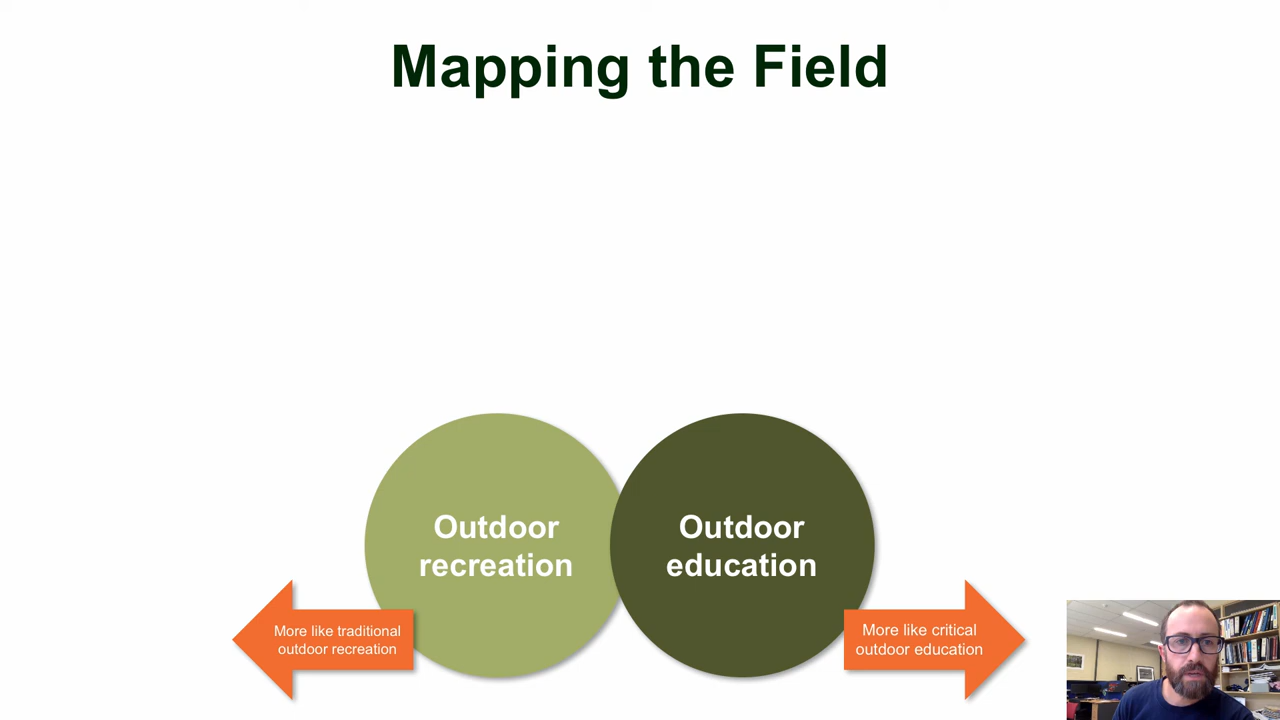 Mapping the Field
Outdoor
recreation
Outdoor
education
More like traditional
outdoor recreation
More like critical
outdoor education